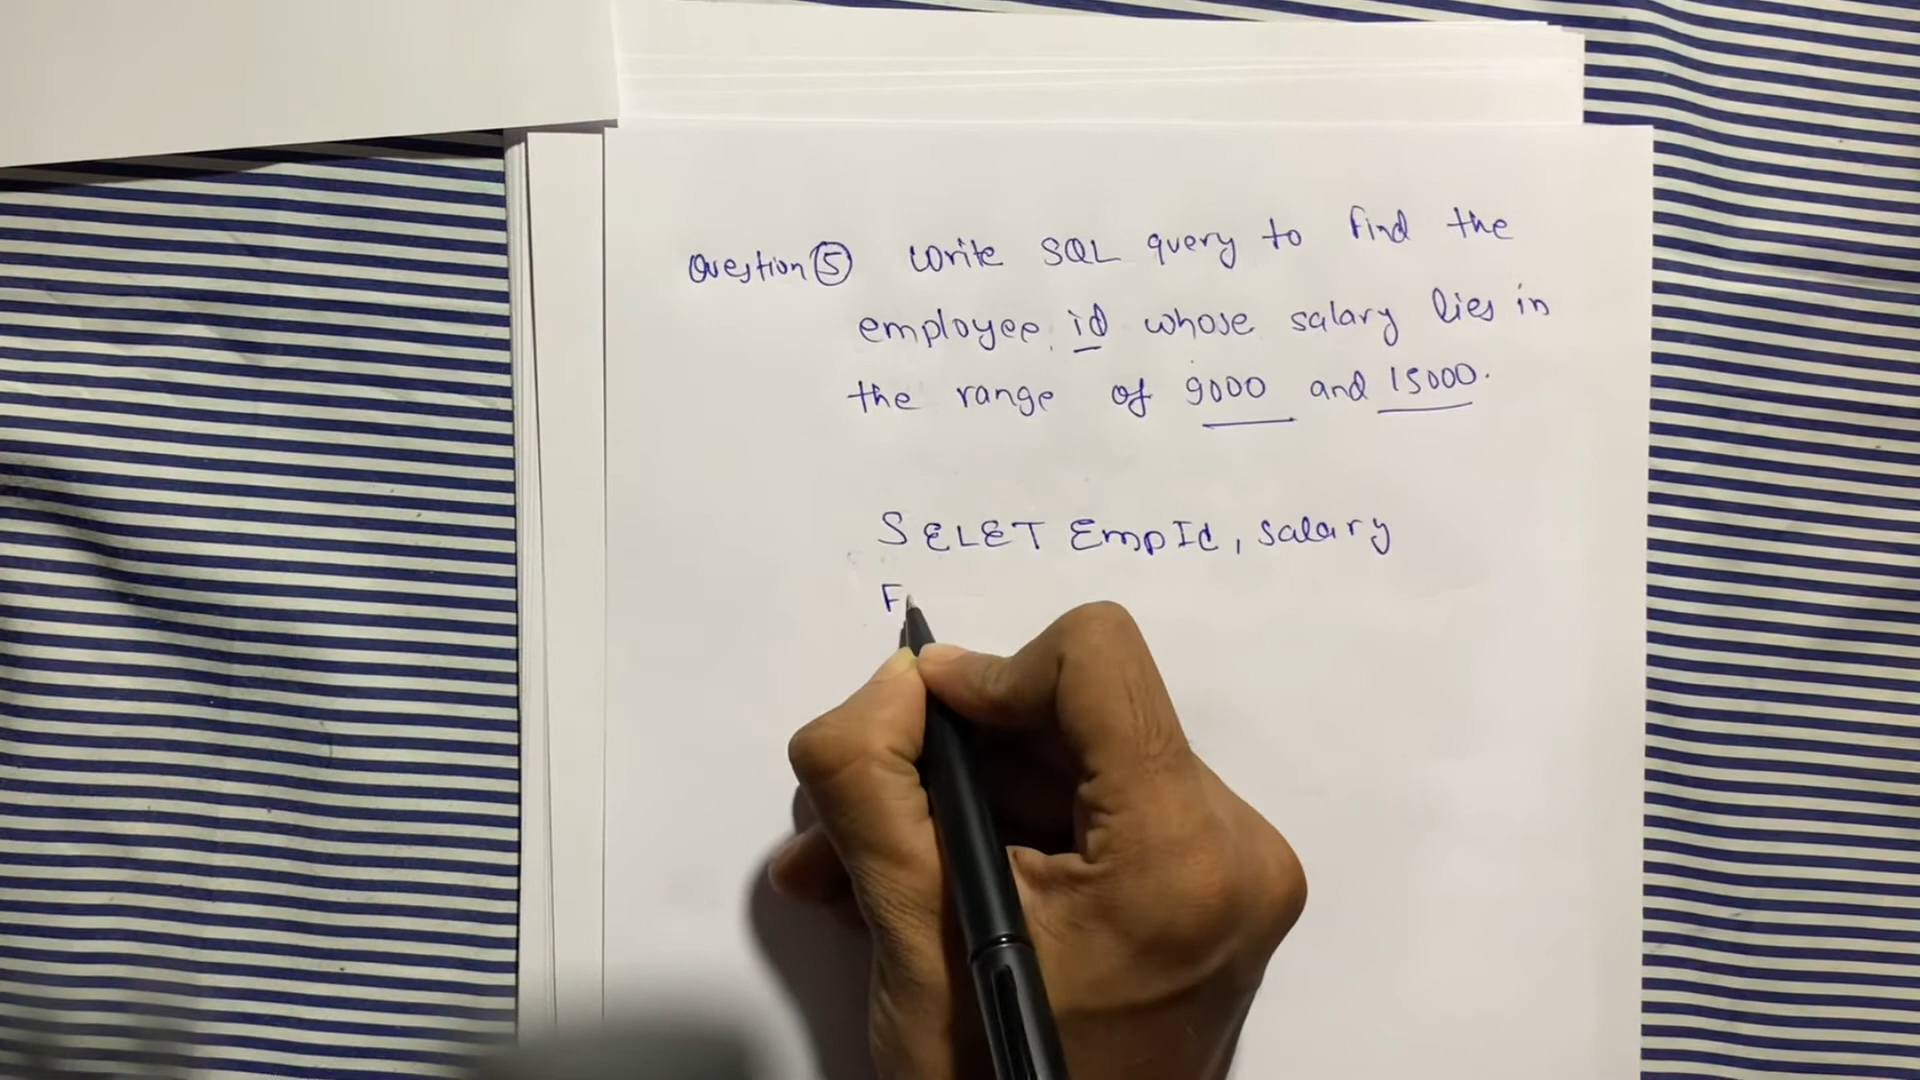 Question ⑤ Write SQL query to find the
employee id whose salary lies in
the range of 9000 and 15000.
SELET EmpId, Salary
F